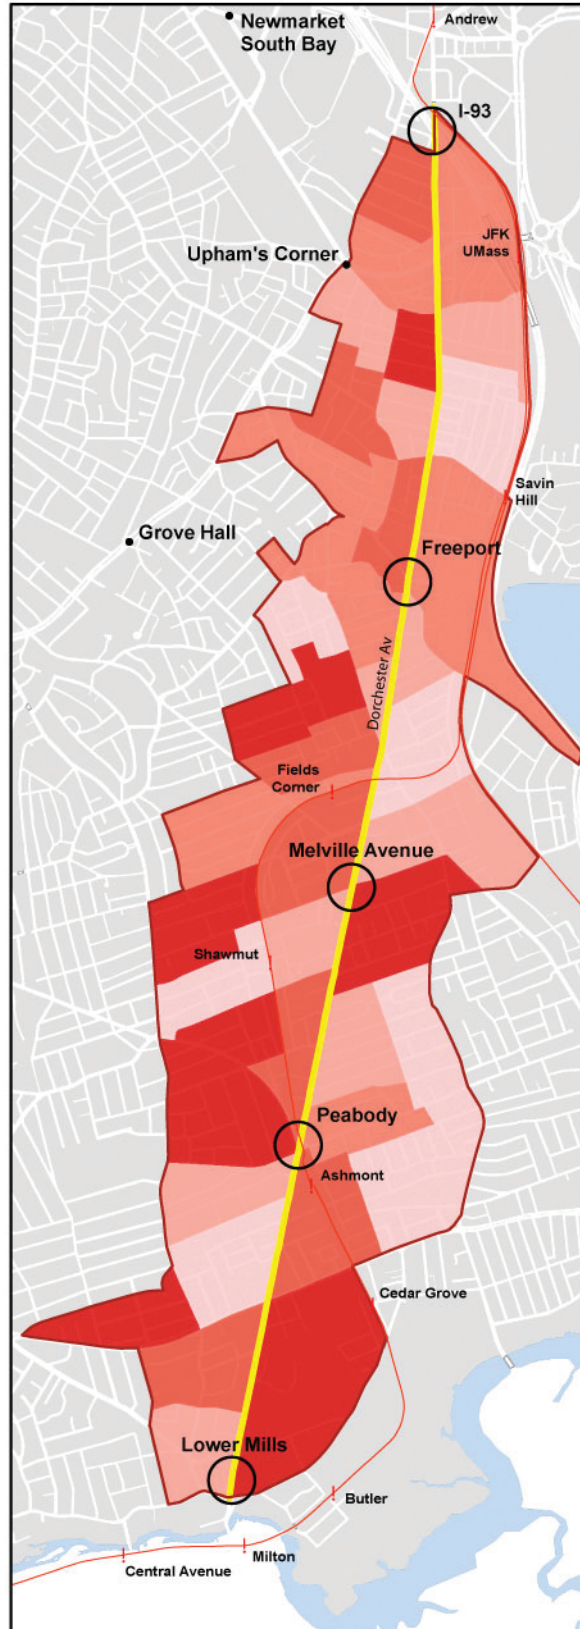 Andrew
Newmarket
South Bay
I-93
JFK
UMass
Upham's Corner
Savin
Hill
Grove Hall
Freeport
Dorchester Av
Fields
Corner
Melville Avenue
Shawmut
Peabody
Ashmont
Cedar Grove
Lower Mills
Butler
Milton
Central Avenue